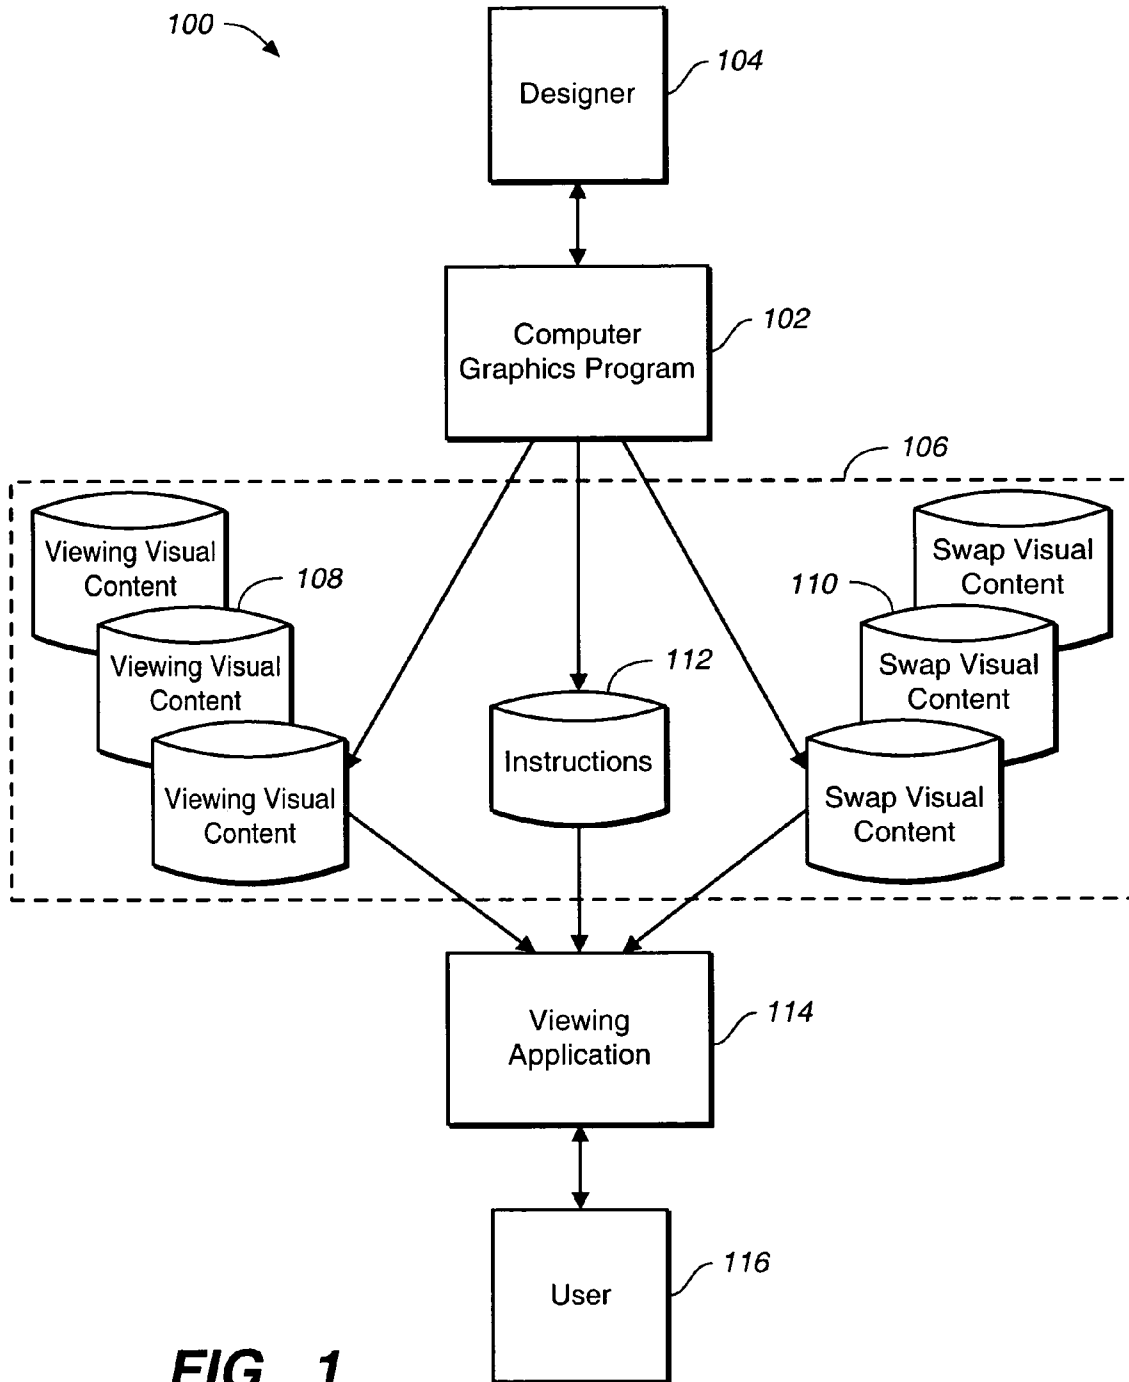 100
104
Designer
Computer
Graphics Program
102
106
Viewing Visual
Content
108
Viewing Visual
Content
Viewing Visual
Content
112
Instructions
Swap Visual
Content
110
Swap Visual
Content
Swap Visual
Content
Viewing
Application
114
User
116
FIG._1